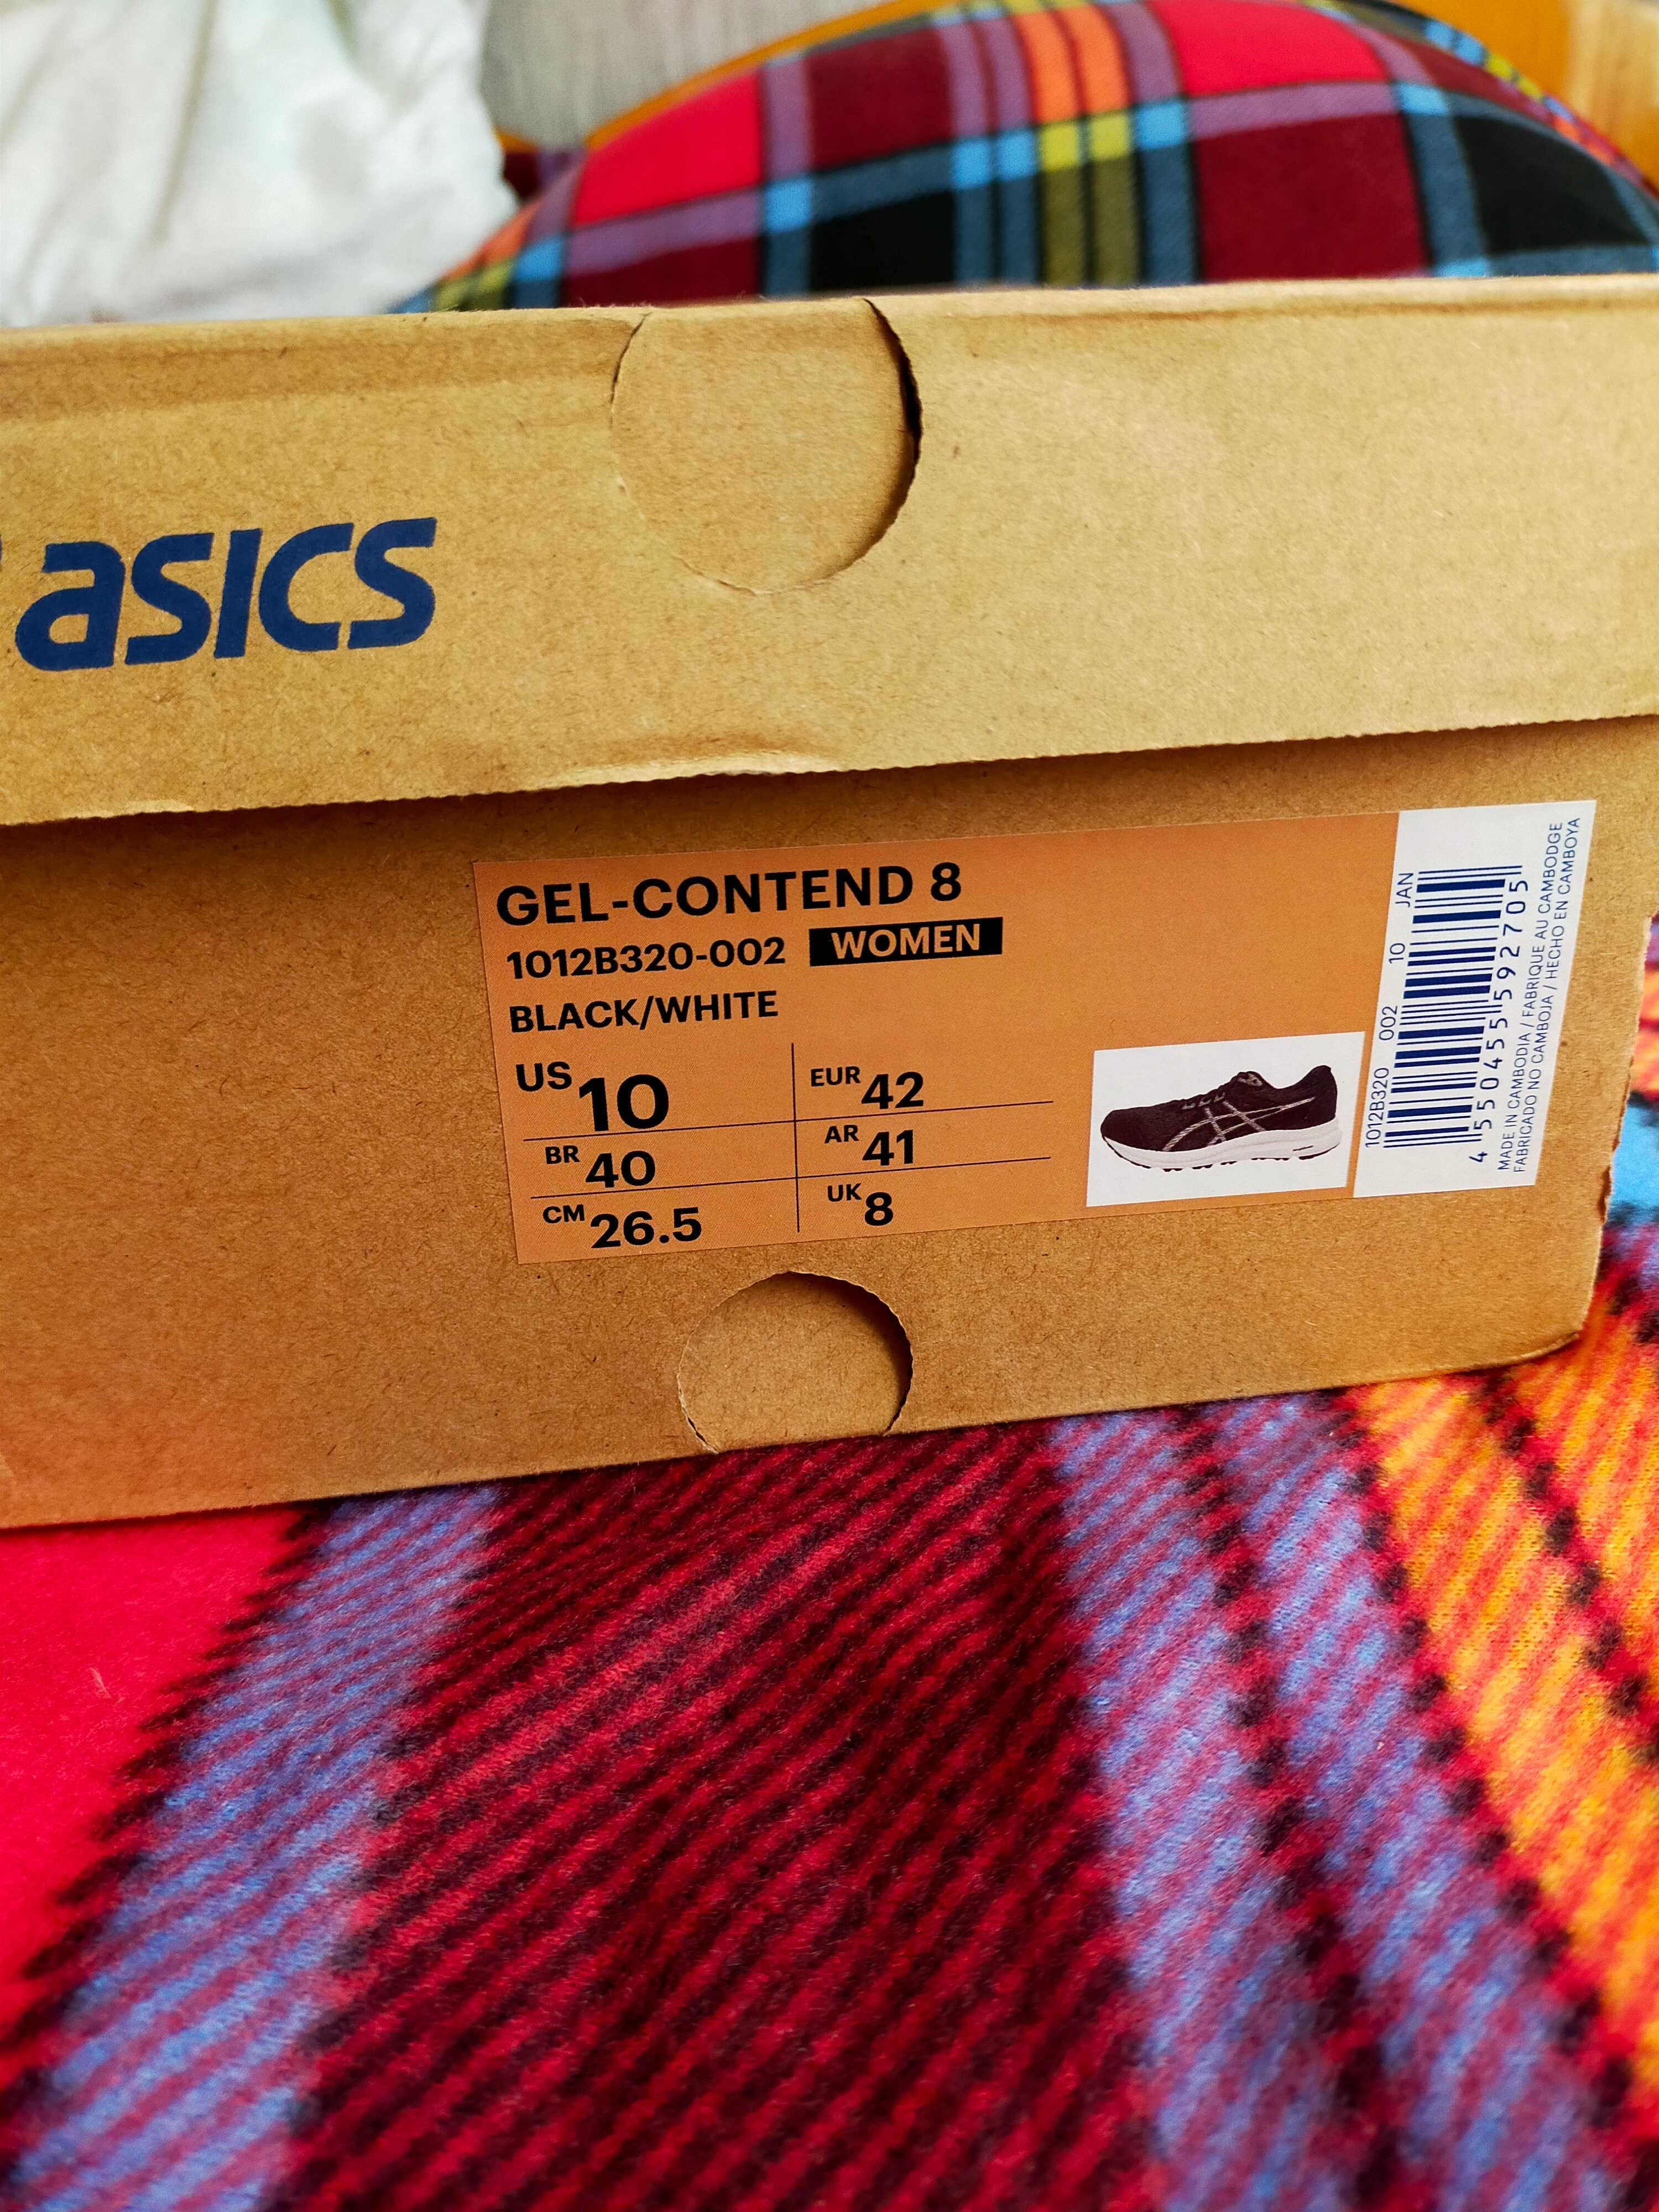 asics
GEL-CONTEND 8
1012B320-002 WOMEN
BLACK/WHITE
US 10
EUR 42
BR 40
AR 41
CM 26.5
UK 8
1012B320 002 10 JAN
4 550455 592705
MADE IN CAMBODIA / FABRIQUE AU CAMBODGE
FABRICADO NO CAMBOJA / HECHO EN CAMBOYA